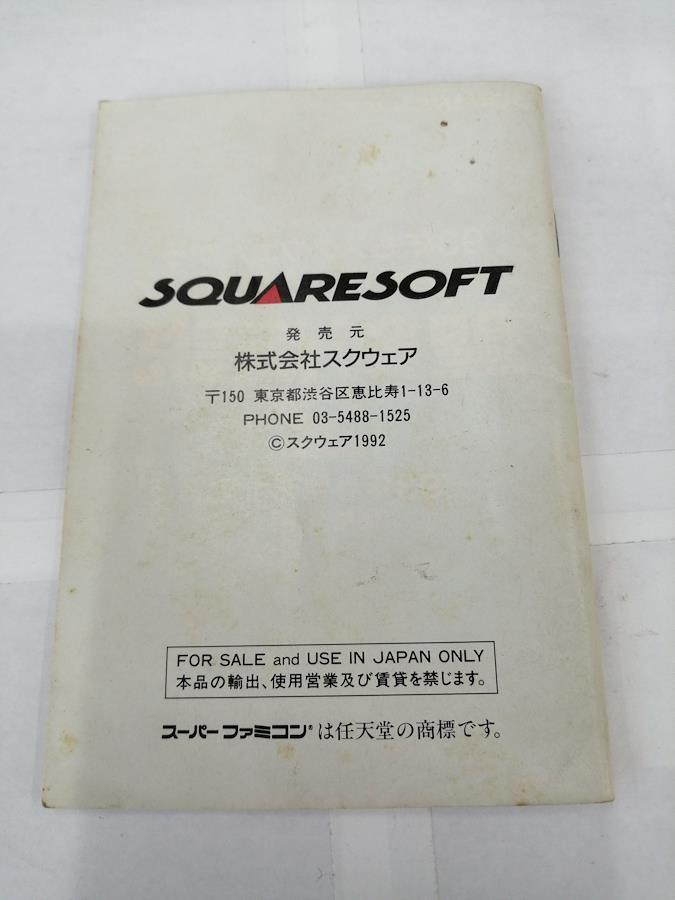 SQUARESOFT
発売元
株式会社スクウェア
〒150 東京都渋谷区恵比寿1-13-6
PHONE 03-5488-1525
©スクウェア1992
FOR SALE and USE IN JAPAN ONLY
本品の輸出、使用営業及び賃貸を禁じます。
スーパーファミコン®は任天堂の商標です。